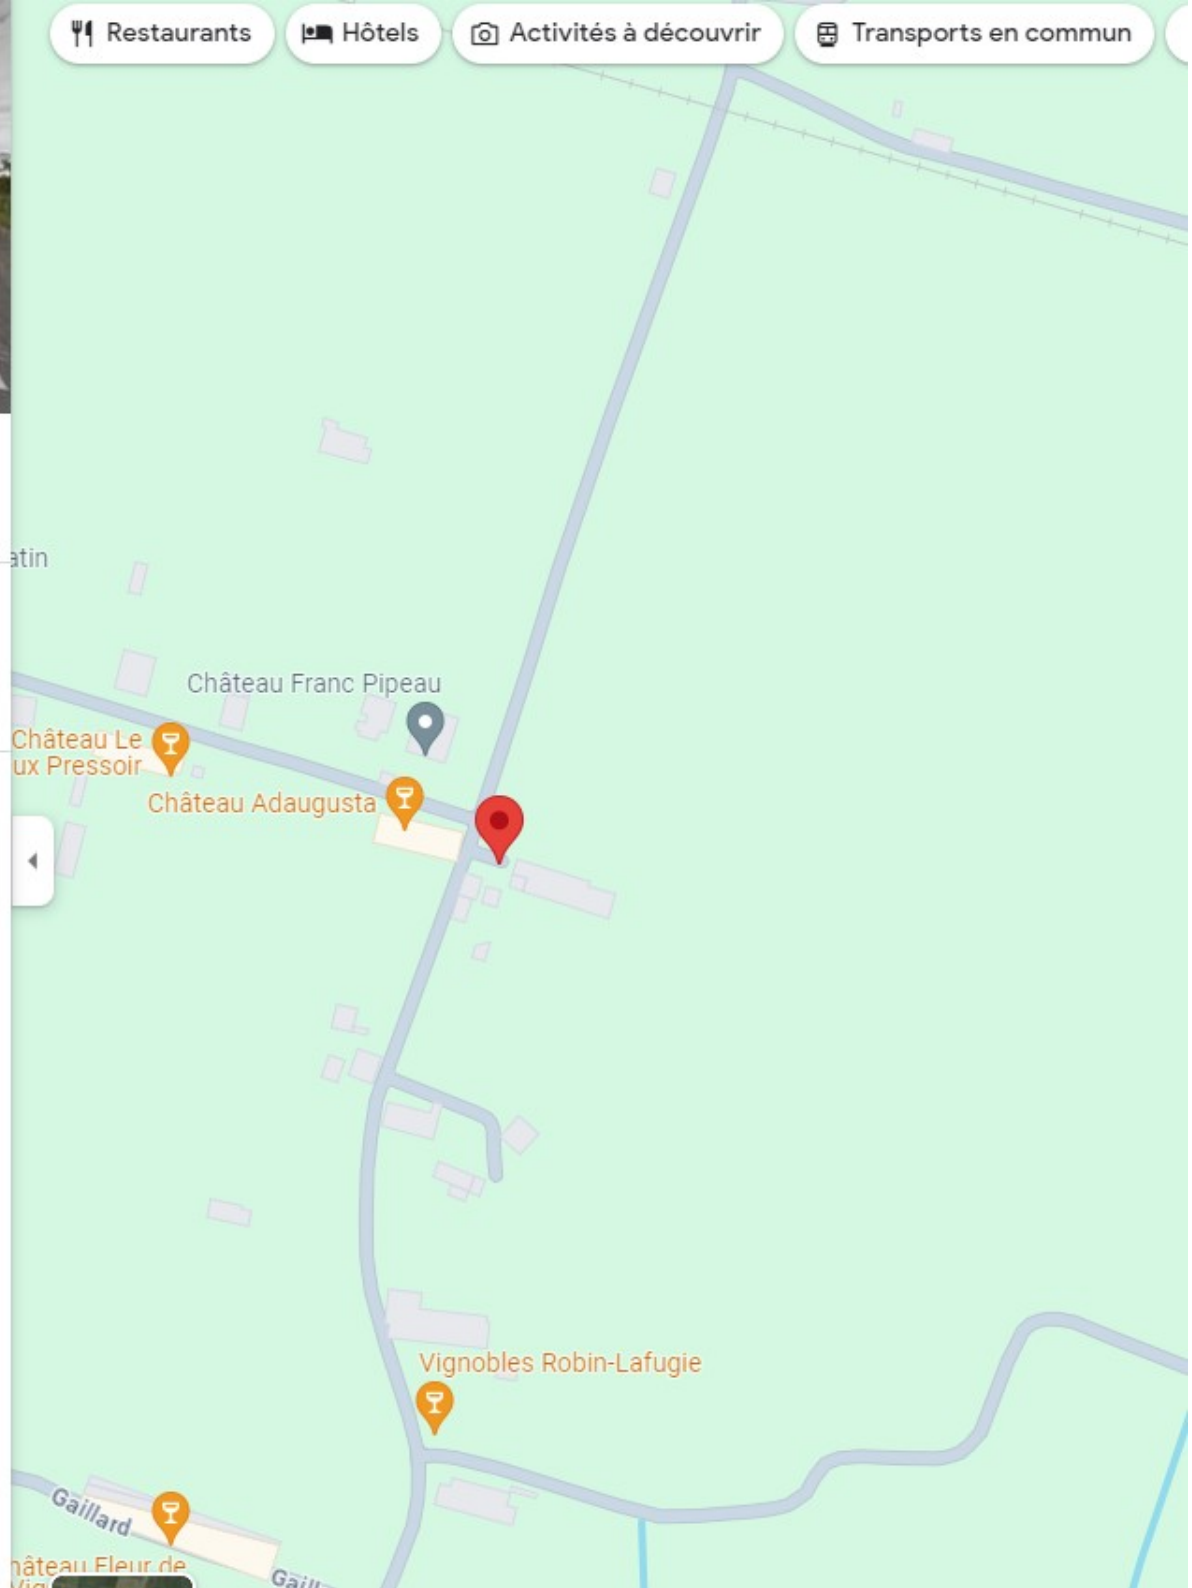 Restaurants
Hôtels
Activités à découvrir
Transports en commun
atin
Château Franc Pipeau
Château Le
ux Pressoir
Château Adaugusta
Vignobles Robin-Lafugie
Gaillard
hâteau Fleur de
Gaill